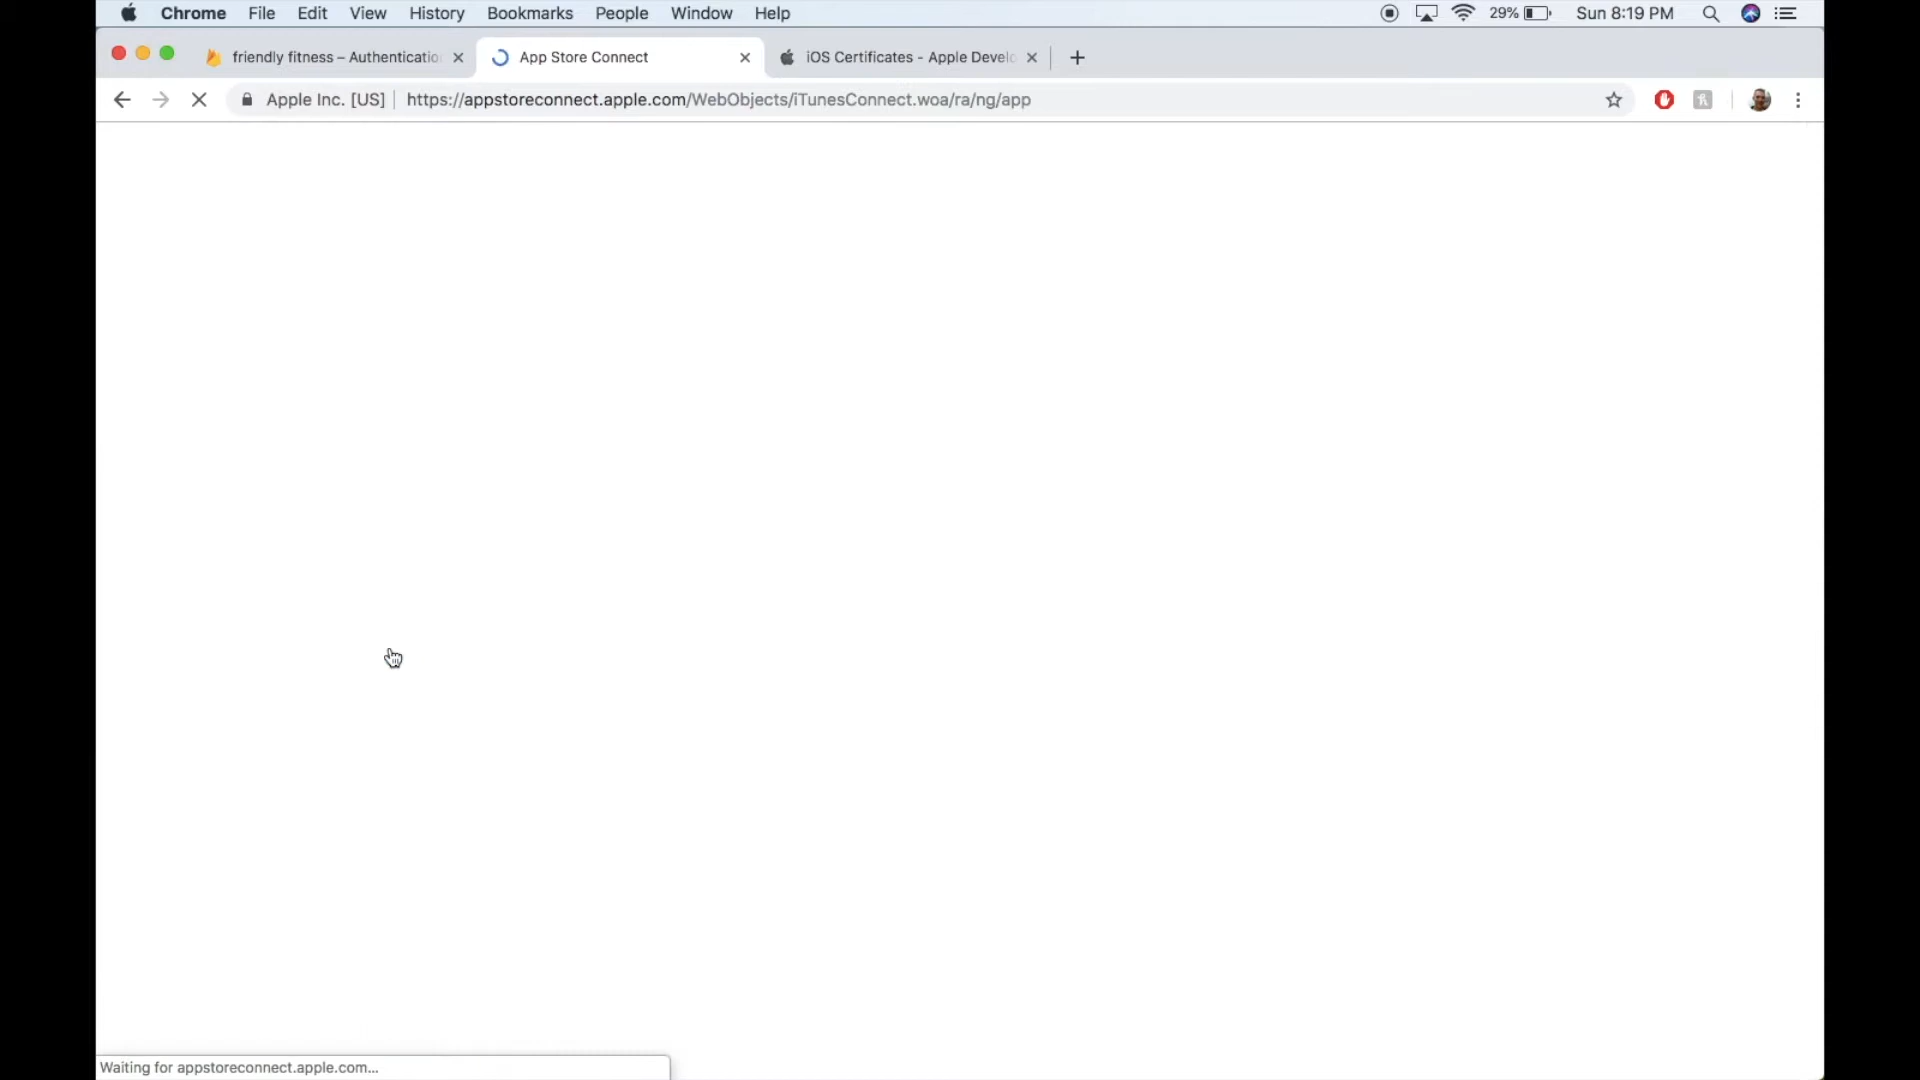 Chrome File Edit View History Bookmarks People Window Help 29% Sun 8:19 PM
friendly fitness – Authentication App Store Connect iOS Certificates - Apple Develo
Apple Inc. [US] https://appstoreconnect.apple.com/WebObjects/iTunesConnect.woa/ra/ng/app
Waiting for appstoreconnect.apple.com...